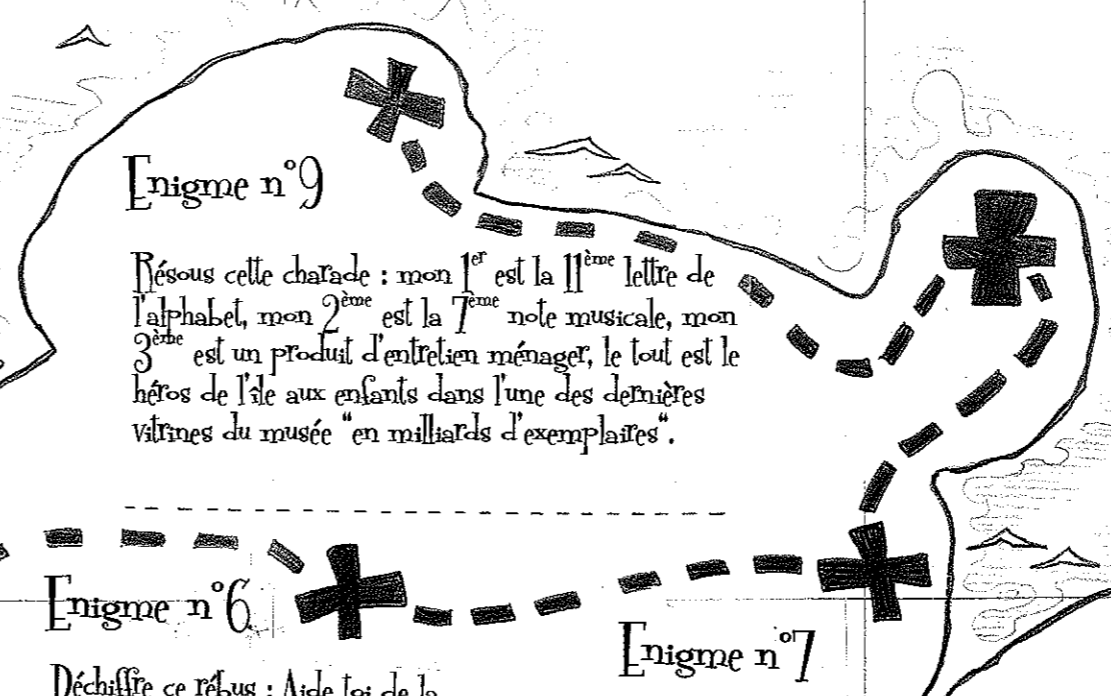 Enigme n°9
Résous cette charade : mon 1er est la 11ème lettre de
l'alphabet, mon 2ème est la 7ème note musicale, mon
3ème est un produit d'entretien ménager, le tout est le
héros de l'île aux enfants dans l'une des dernières
vitrines du musée "en milliards d'exemplaires".
Enigme n°6
Enigme n°7
Déchiffre ce rébus : Aide toi de la